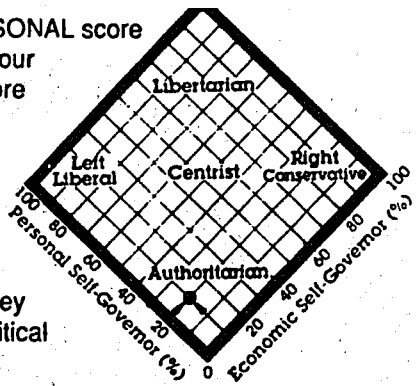 SONAL score
our
re
Libertarian
Left
Liberal
Centrist
Right
Conservative
Authoritarian
100
80
60
40
20
Personal Self-Governor (%)
0
20
40
60
80
100
Economic Self-Governor (%)
ey
itical